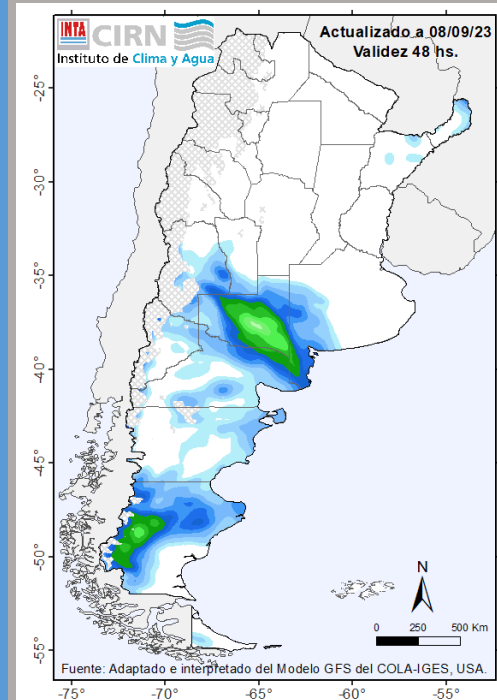 INTA CIRN
Instituto de Clima y Agua
Actualizado a 08/09/23
Validez 48 hs.
-25°
-30°
-35°
-40°
-45°
-50°
-55°
N
0 250 500 Km
Fuente: Adaptado e interpretado del Modelo GFS del COLA-IGES, USA.
-75° -70° -65° -60° -55°